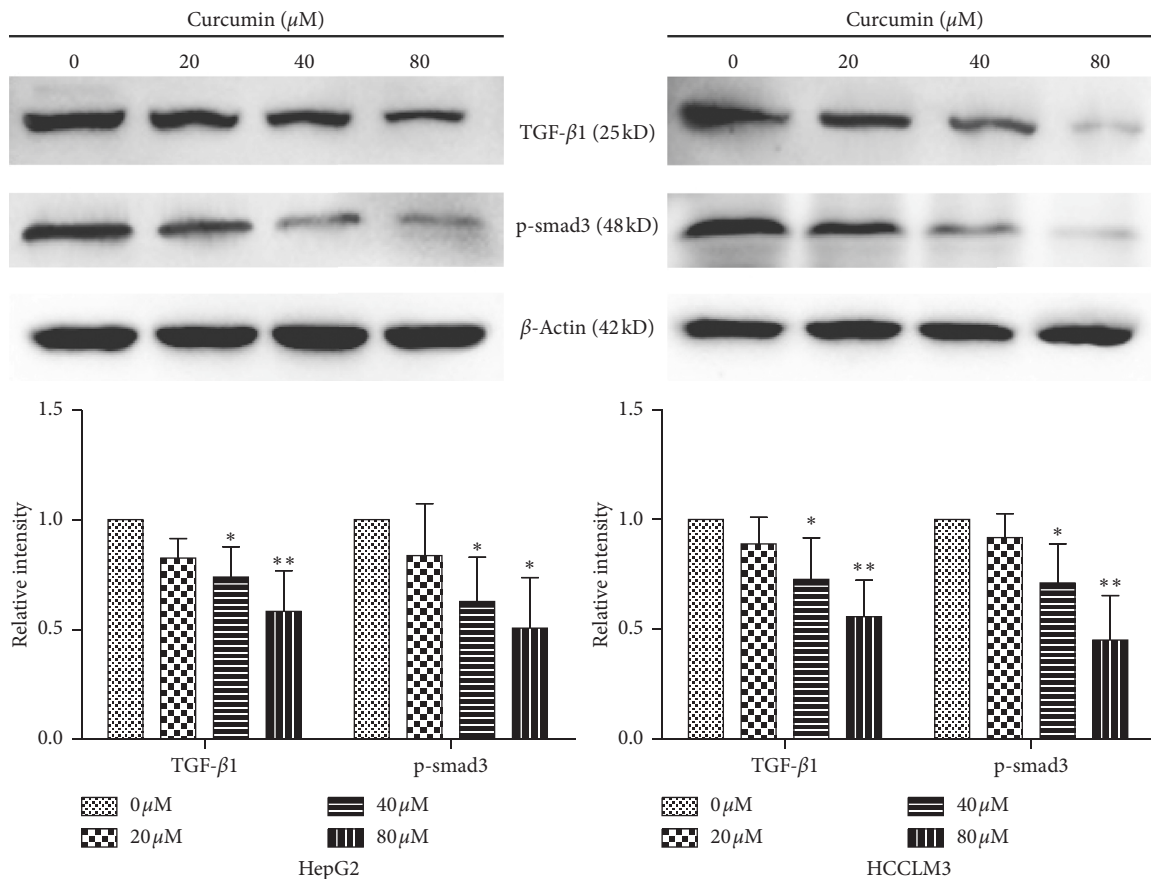 Curcumin (μM)
0 20 40 80
Curcumin (μM)
0 20 40 80
TGF-β1 (25 kD)
p-smad3 (48 kD)
β-Actin (42 kD)
Relative intensity
1.5
1.0
0.5
0.0
* ** * *
TGF-β1 p-smad3
0 μM 40 μM
20 μM 80 μM
HepG2
Relative intensity
1.5
1.0
0.5
0.0
* ** * **
TGF-β1 p-smad3
0 μM 40 μM
20 μM 80 μM
HCCLM3